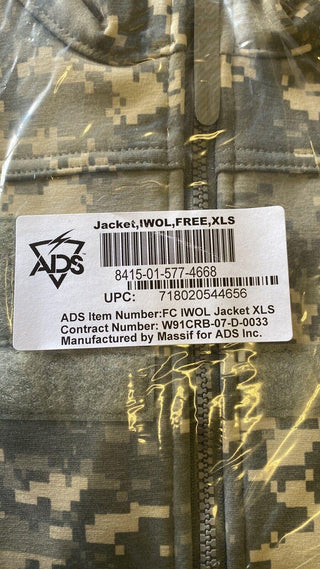 Jacket,IWOL,FREE,XLS
ADS
8415-01-577-4668
UPC: 718020544656
ADS Item Number:FC IWOL Jacket XLS
Contract Number: W91CRB-07-D-0033
Manufactured by Massif for ADS Inc.